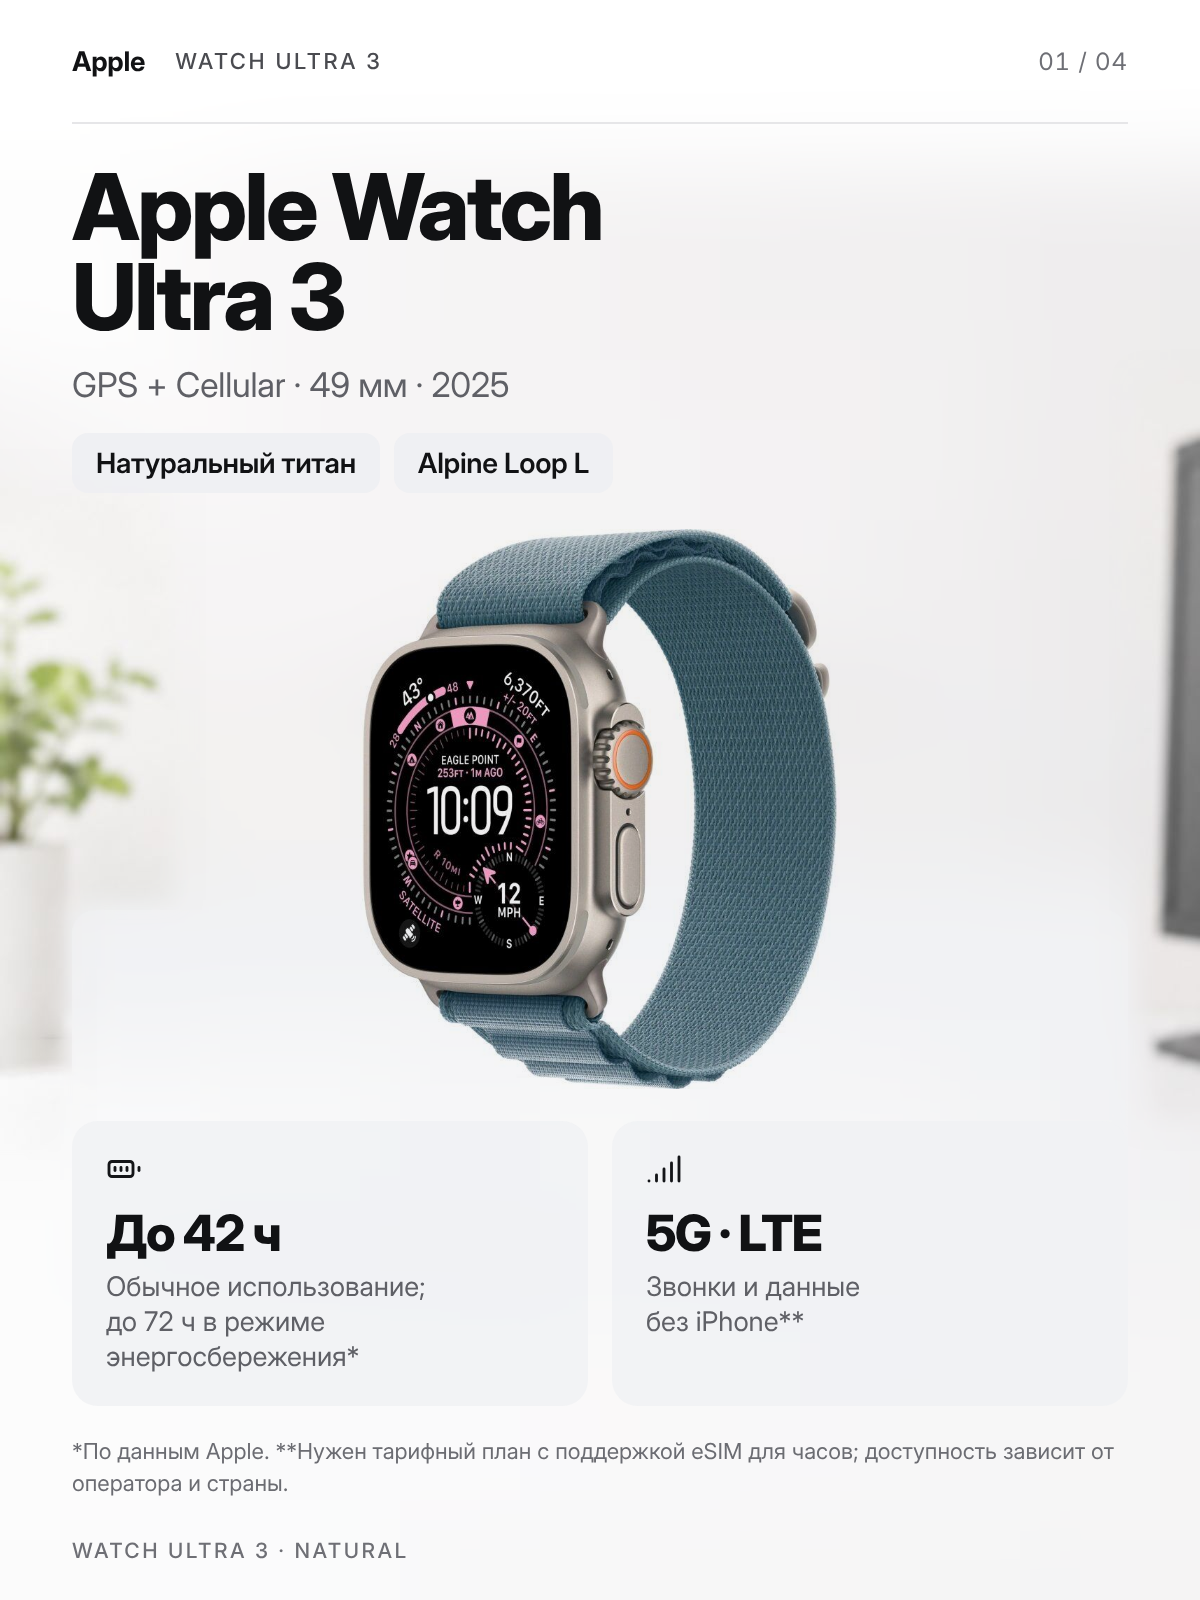 Apple WATCH ULTRA 3 01 / 04
Apple Watch
Ultra 3
GPS + Cellular · 49 мм · 2025
Натуральный титан Alpine Loop L
43°
28
48
6,370FT
+/- 20FT
N
E
EAGLE POINT
253FT · 1M AGO
10:09
R 10MI
SATELLITE
N
W 12 E
MPH
S
До 42 ч
Обычное использование;
до 72 ч в режиме
энергосбережения*
5G · LTE
Звонки и данные
без iPhone**
*По данным Apple. **Нужен тарифный план с поддержкой eSIM для часов; доступность зависит от
оператора и страны.
WATCH ULTRA 3 · NATURAL